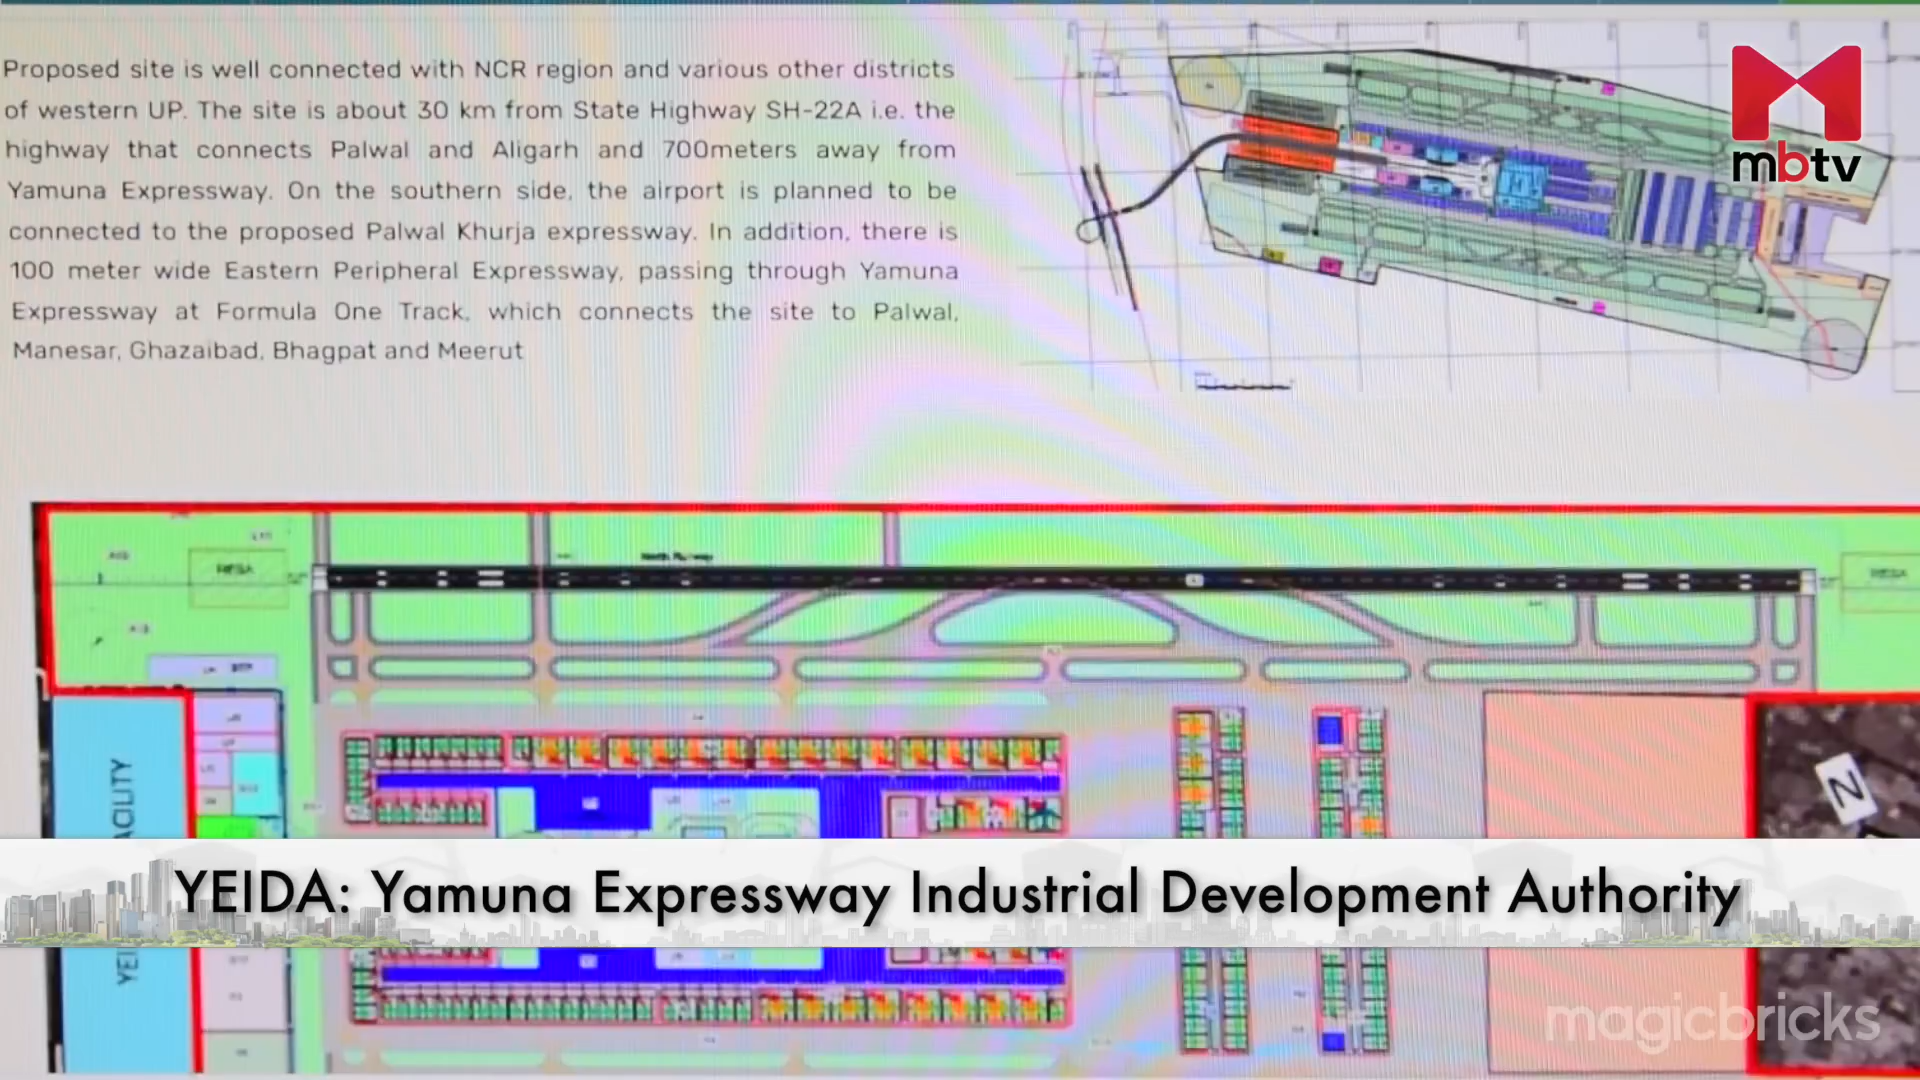 Proposed site is well connected with NCR region and various other districts
of western UP. The site is about 30 km from State Highway SH-22A i.e. the
highway that connects Palwal and Aligarh and 700meters away from
Yamuna Expressway. On the southern side, the airport is planned to be
connected to the proposed Palwal Khurja expressway. In addition, there is
100 meter wide Eastern Peripheral Expressway, passing through Yamuna
Expressway at Formula One Track, which connects the site to Palwal,
Manesar, Ghazaibad, Bhagpat and Meerut
mbtv
RESA
RESA
North Runway
N
YEIDA: Yamuna Expressway Industrial Development Authority
magicbricks